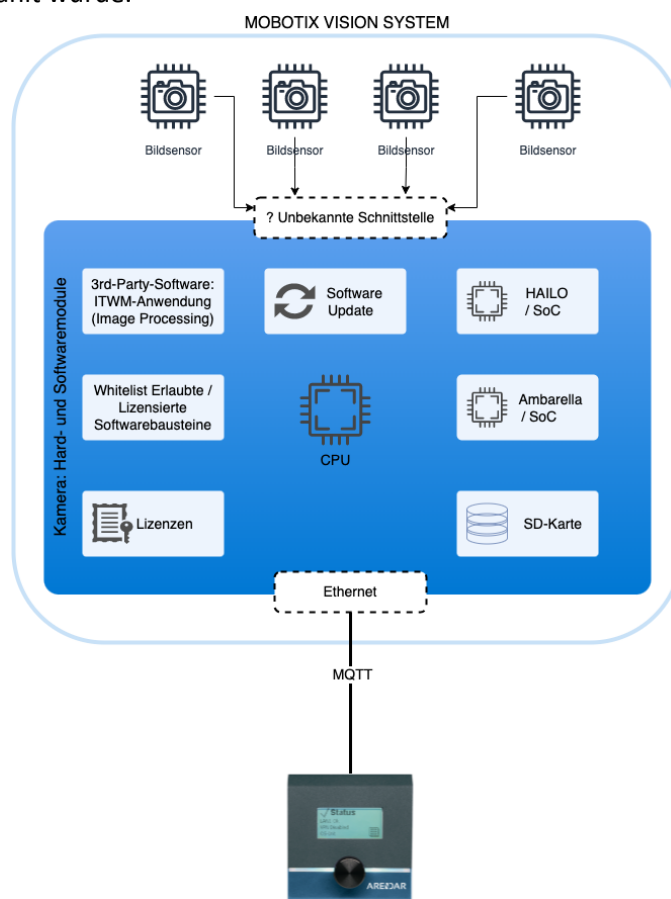 MOBOTIX VISION SYSTEM
Bildsensor
Bildsensor
Bildsensor
Bildsensor
? Unbekannte Schnittstelle
Kamera: Hard- und Softwaremodule
3rd-Party-Software:
ITWM-Anwendung
(Image Processing)
Software
Update
HAILO
/ SoC
Whitelist Erlaubte /
Lizensierte
Softwarebausteine
CPU
Ambarella
/ SoC
Lizenzen
SD-Karte
Ethernet
MQTT
Status